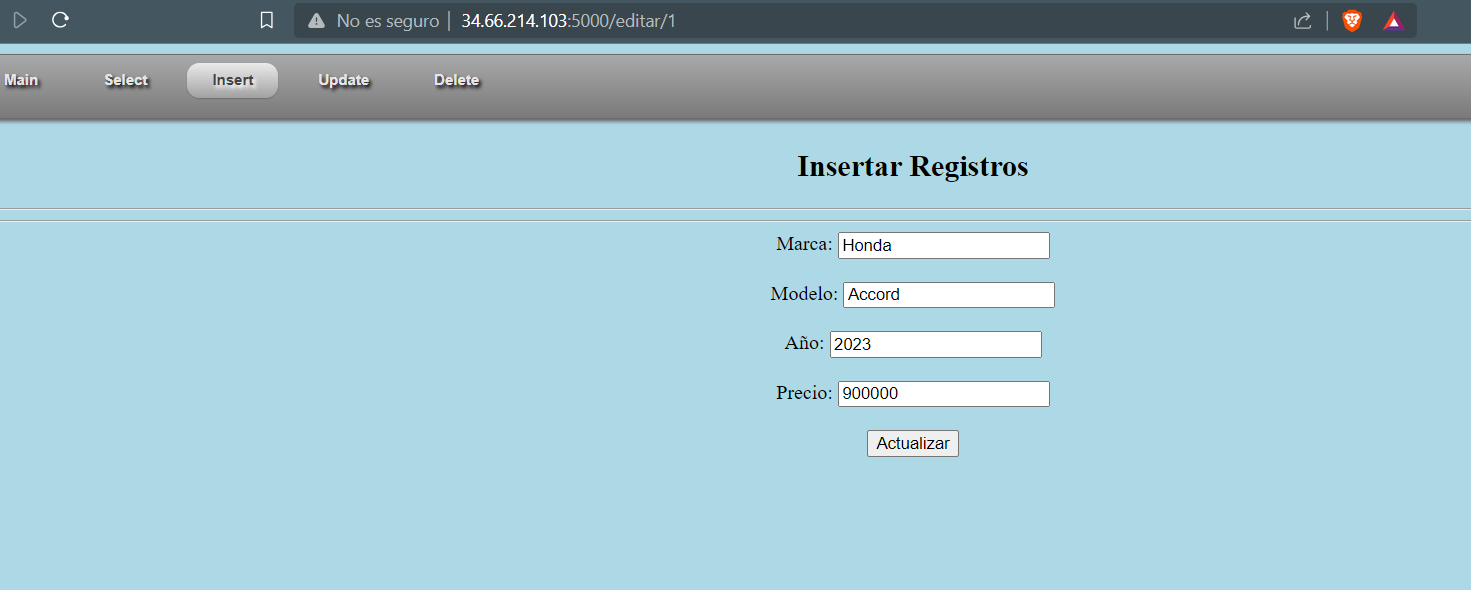 No es seguro | 34.66.214.103:5000/editar/1
Main Select Insert Update Delete
Insertar Registros
Marca: Honda
Modelo: Accord
Año: 2023
Precio: 900000
Actualizar